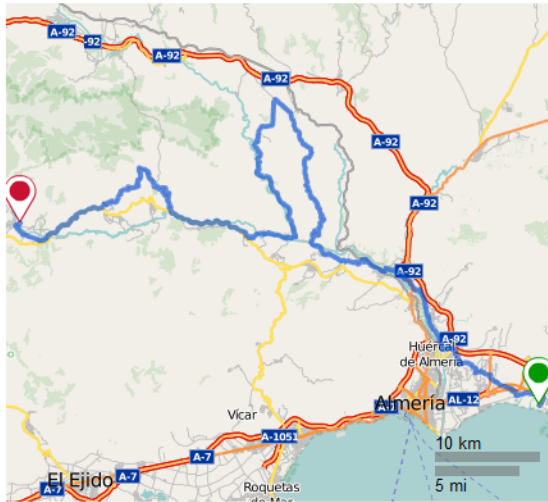 A-92
-92
A-92
A-92
A-92
A-92
A-92
A-92
Huércal
de Almería
Almería
AL-12
A-7
Vícar
A-1051
A-7
A-7
El Ejido
A-7
Roquetas
de Mar
10 km
5 mi